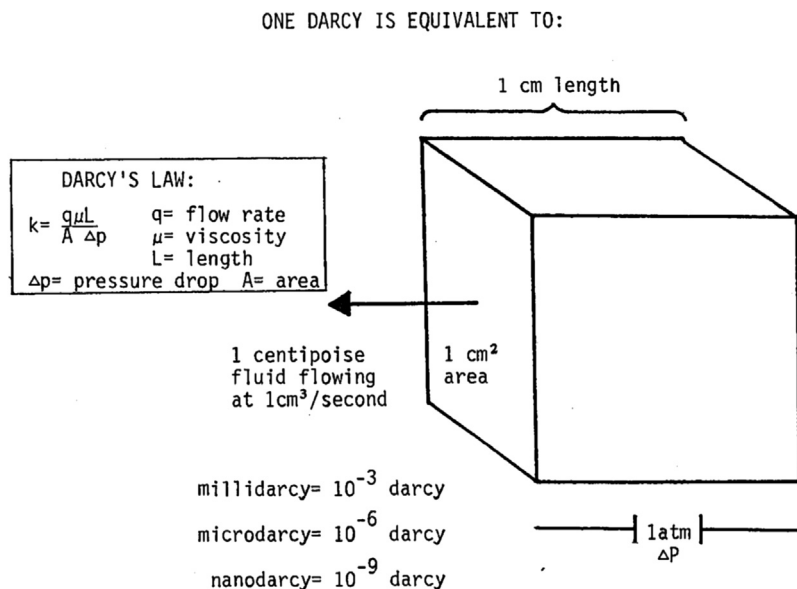 ONE DARCY IS EQUIVALENT TO:
1 cm length
DARCY'S LAW:
k= qμL / A Δp
q= flow rate
μ= viscosity
L= length
Δp= pressure drop A= area
1 centipoise
fluid flowing
at 1cm³/second
1 cm²
area
millidarcy= 10⁻³ darcy
microdarcy= 10⁻⁶ darcy
nanodarcy= 10⁻⁹ darcy
1atm
ΔP